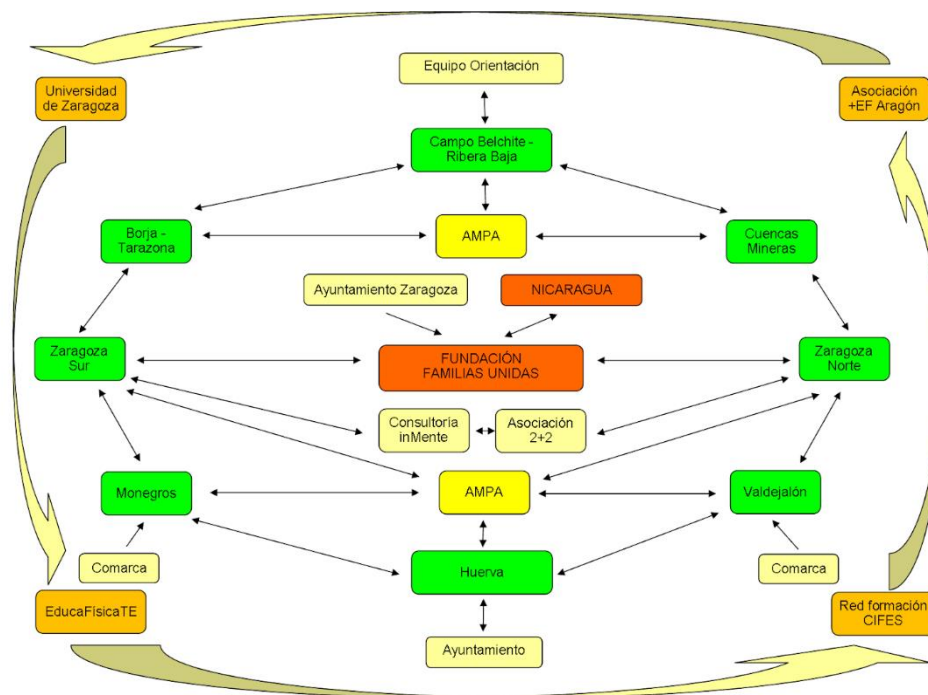 Equipo Orientación
Universidad
de Zaragoza
Asociación
+EF Aragón
Campo Belchite -
Ribera Baja
Borja -
Tarazona
AMPA
Cuencas
Mineras
Ayuntamiento Zaragoza
NICARAGUA
Zaragoza
Sur
FUNDACIÓN
FAMILIAS UNIDAS
Zaragoza
Norte
Consultoría
inMente
Asociación
2+2
Monegros
AMPA
Valdejalón
Comarca
Huerva
Comarca
EducaFisicaTE
Red formación
CIFES
Ayuntamiento